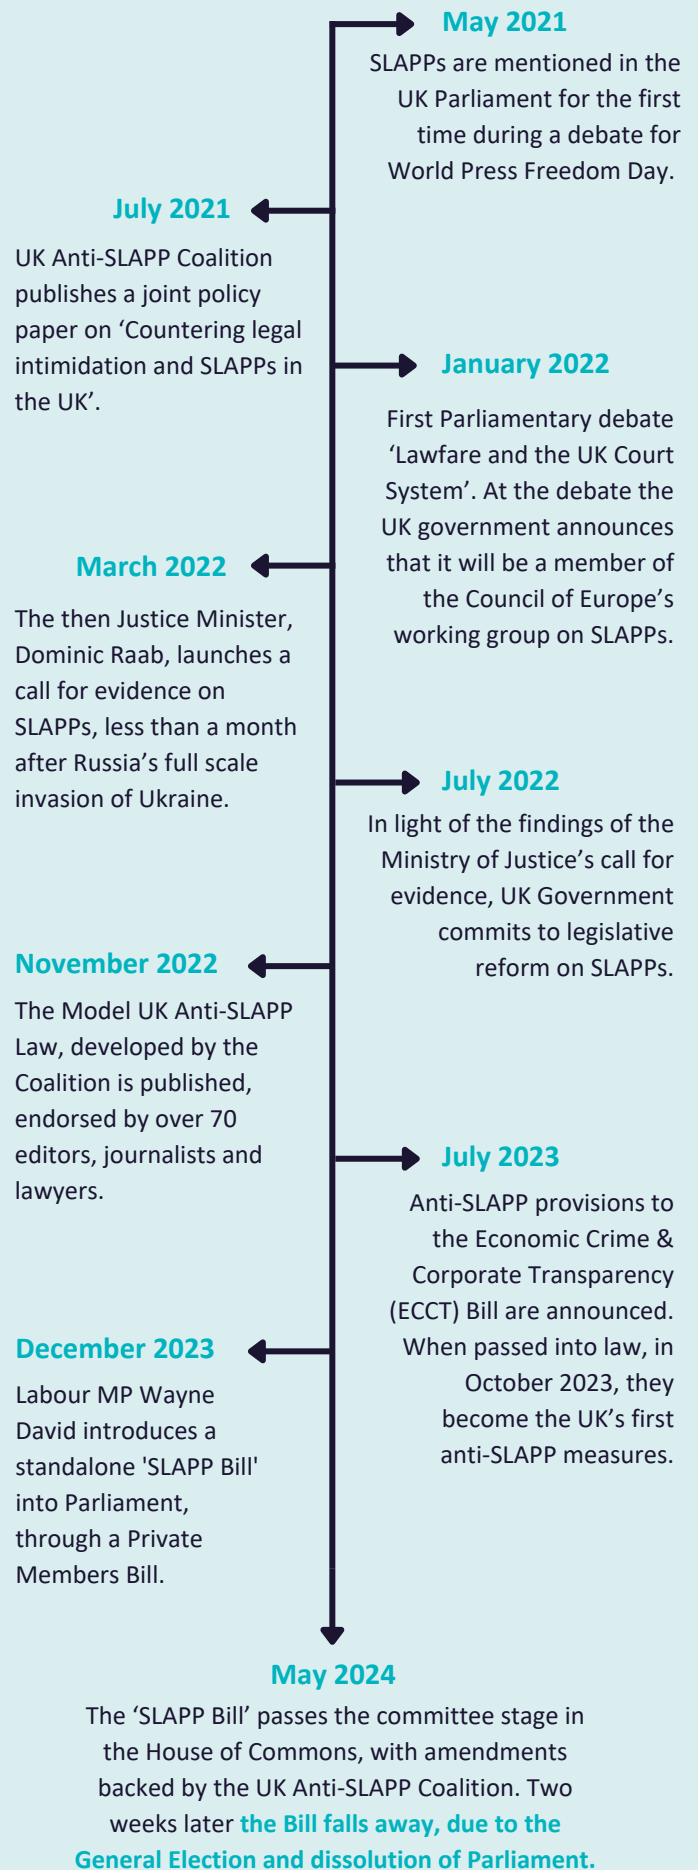 May 2021
SLAPPs are mentioned in the
UK Parliament for the first
time during a debate for
World Press Freedom Day.
July 2021
UK Anti-SLAPP Coalition
publishes a joint policy
paper on ‘Countering legal
intimidation and SLAPPs in
the UK’.
January 2022
First Parliamentary debate
‘Lawfare and the UK Court
System’. At the debate the
UK government announces
that it will be a member of
the Council of Europe’s
working group on SLAPPs.
March 2022
The then Justice Minister,
Dominic Raab, launches a
call for evidence on
SLAPPs, less than a month
after Russia’s full scale
invasion of Ukraine.
July 2022
In light of the findings of the
Ministry of Justice’s call for
evidence, UK Government
commits to legislative
reform on SLAPPs.
November 2022
The Model UK Anti-SLAPP
Law, developed by the
Coalition is published,
endorsed by over 70
editors, journalists and
lawyers.
July 2023
Anti-SLAPP provisions to
the Economic Crime &
Corporate Transparency
(ECCT) Bill are announced.
When passed into law, in
October 2023, they
become the UK’s first
anti-SLAPP measures.
December 2023
Labour MP Wayne
David introduces a
standalone 'SLAPP Bill'
into Parliament,
through a Private
Members Bill.
May 2024
The ‘SLAPP Bill’ passes the committee stage in
the House of Commons, with amendments
backed by the UK Anti-SLAPP Coalition. Two
weeks later the Bill falls away, due to the
General Election and dissolution of Parliament.